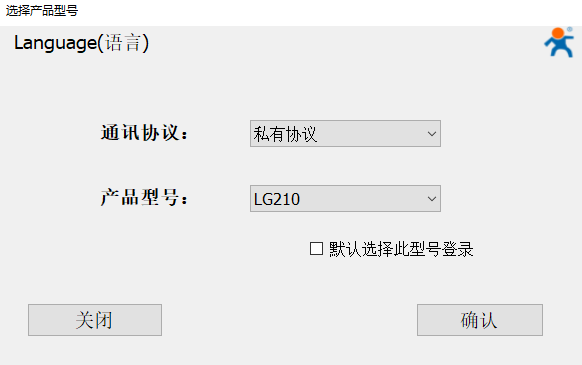 选择产品型号
Language(语言)
通讯协议：
私有协议
产品型号：
LG210
默认选择此型号登录
关闭
确认